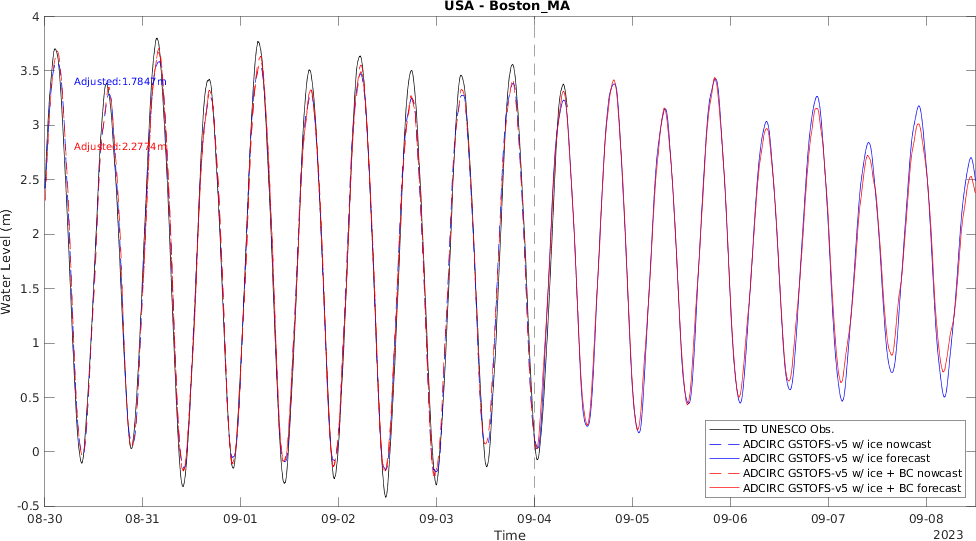 USA - Boston_MA
4
3.5
3
2.5
2
1.5
1
0.5
0
-0.5
Water Level (m)
Adjusted:1.7847m
Adjusted:2.2774m
TD UNESCO Obs.
ADCIRC GSTOFS-v5 w/ ice nowcast
ADCIRC GSTOFS-v5 w/ ice forecast
ADCIRC GSTOFS-v5 w/ ice + BC nowcast
ADCIRC GSTOFS-v5 w/ ice + BC forecast
08-30 08-31 09-01 09-02 09-03 09-04 09-05 09-06 09-07 09-08
Time
2023